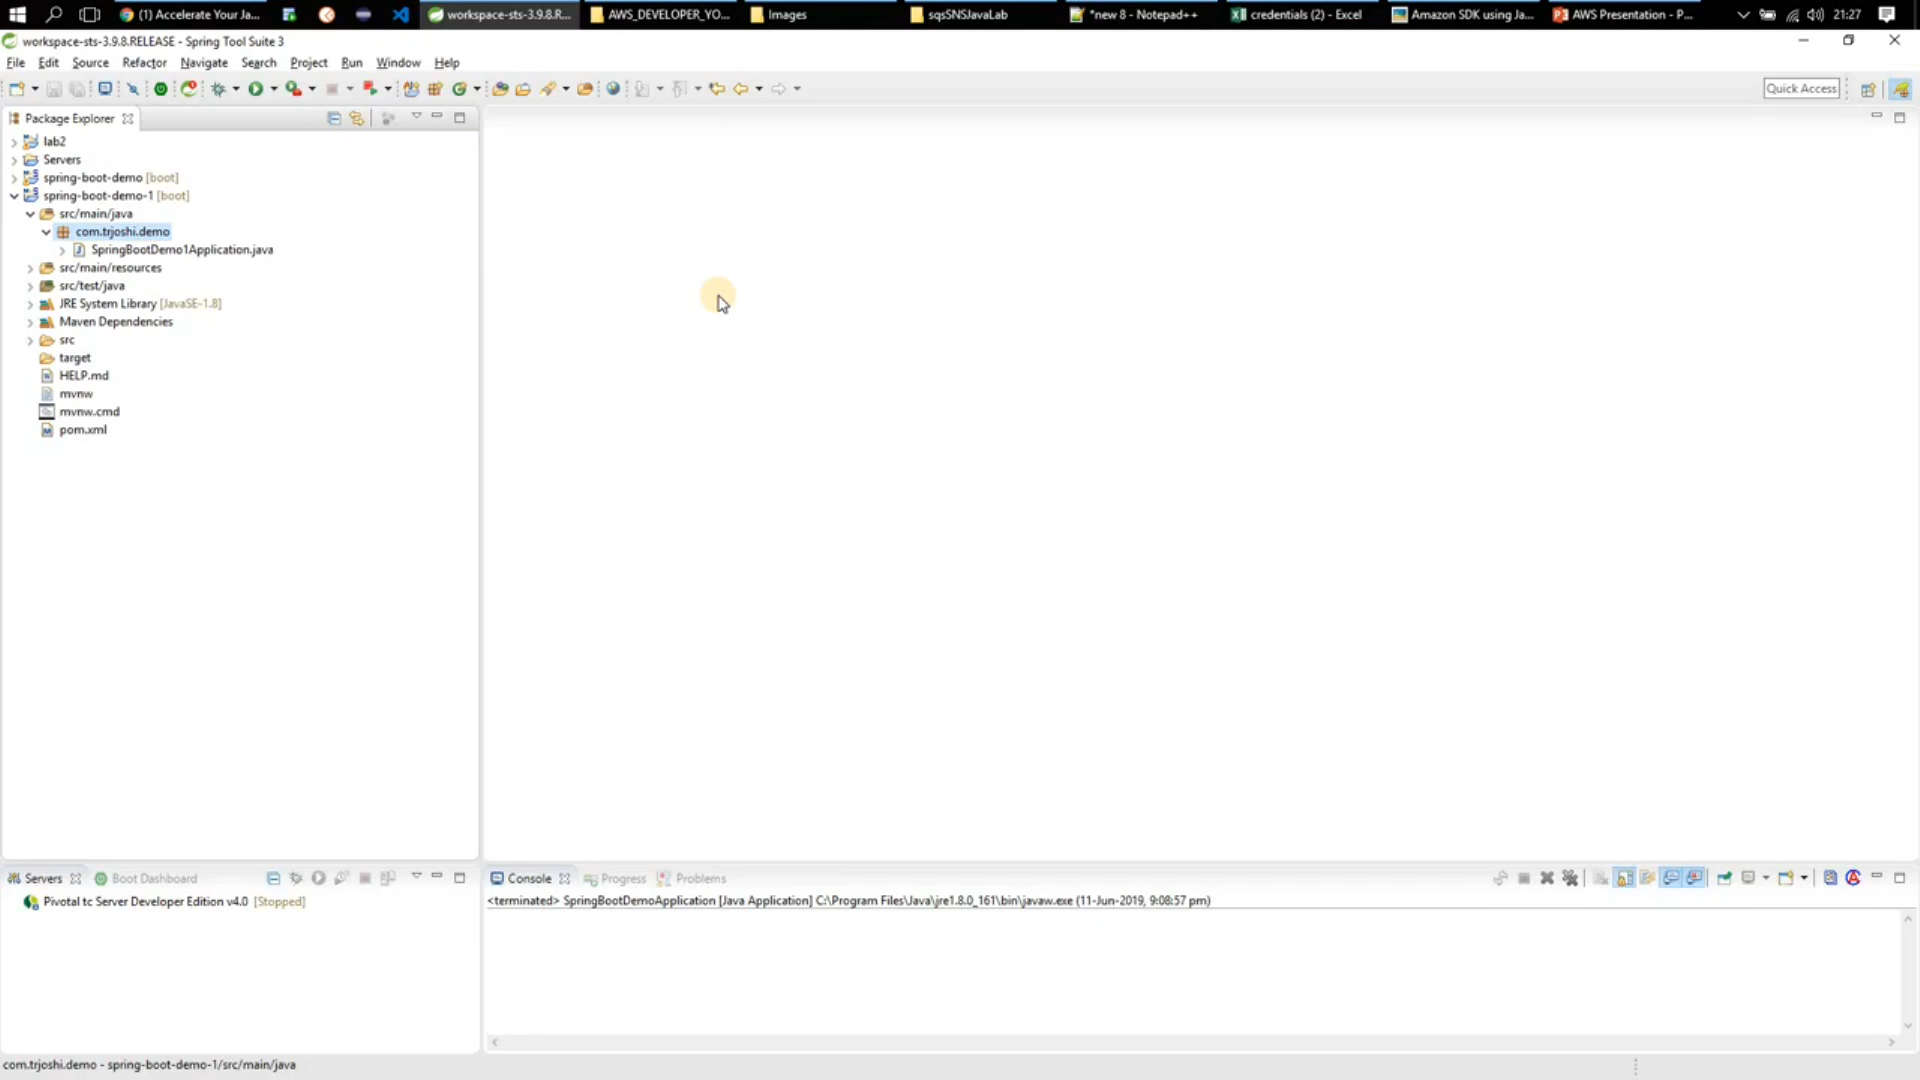 (1) Accelerate Your Ja... workspace-sts-3.9.8.R... AWS_DEVELOPER_YO... Images sqsSNSJavaLab *new 8 - Notepad++ credentials (2) - Excel Amazon SDK using Ja... AWS Presentation - P... 21:27
workspace-sts-3.9.8.RELEASE - Spring Tool Suite 3
File Edit Source Refactor Navigate Search Project Run Window Help
Quick Access
Package Explorer
lab2
Servers
spring-boot-demo [boot]
spring-boot-demo-1 [boot]
src/main/java
com.trjoshi.demo
SpringBootDemo1Application.java
src/main/resources
src/test/java
JRE System Library [JavaSE-1.8]
Maven Dependencies
src
target
HELP.md
mvnw
mvnw.cmd
pom.xml
Servers Boot Dashboard
Pivotal tc Server Developer Edition v4.0 [Stopped]
Console Progress Problems
<terminated> SpringBootDemoApplication [Java Application] C:\Program Files\Java\jre1.8.0_161\bin\javaw.exe (11-Jun-2019, 9:08:57 pm)
com.trjoshi.demo - spring-boot-demo-1/src/main/java